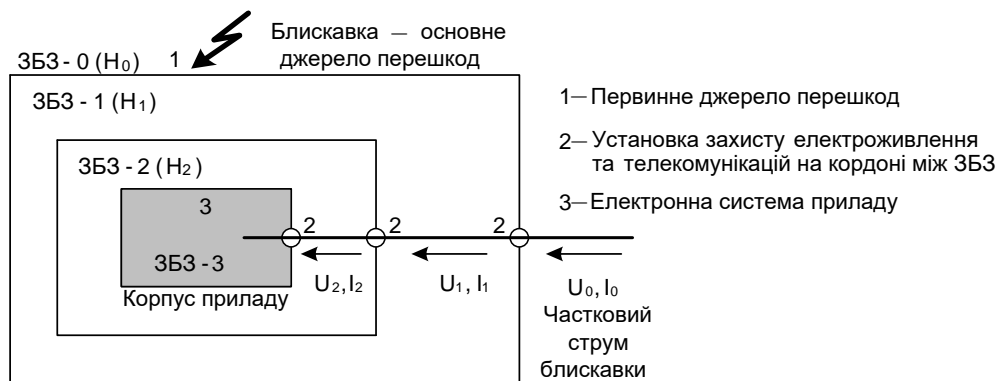 Блискавка — основне
джерело перешкод
ЗБЗ - 0 (H₀) 1
ЗБЗ - 1 (H₁)
1— Первинне джерело перешкод
2— Установка захисту електроживлення
та телекомунікацій на кордоні між ЗБЗ
3— Електронна система приладу
ЗБЗ - 2 (H₂)
3
2 2 2
ЗБЗ - 3
Корпус приладу
U₂, I₂ U₁, I₁ U₀, I₀
Частковий
струм
блискавки